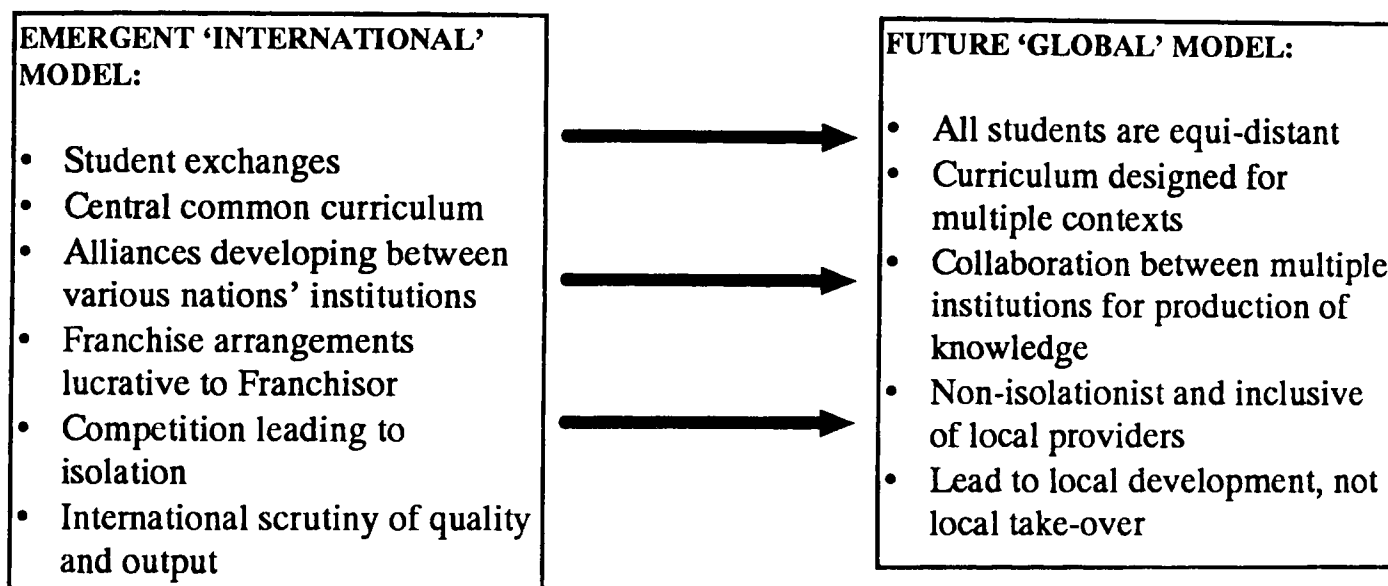 EMERGENT ‘INTERNATIONAL’
MODEL:
• Student exchanges
• Central common curriculum
• Alliances developing between
various nations’ institutions
• Franchise arrangements
lucrative to Franchisor
• Competition leading to
isolation
• International scrutiny of quality
and output
FUTURE ‘GLOBAL’ MODEL:
• All students are equi-distant
• Curriculum designed for
multiple contexts
• Collaboration between multiple
institutions for production of
knowledge
• Non-isolationist and inclusive
of local providers
• Lead to local development, not
local take-over